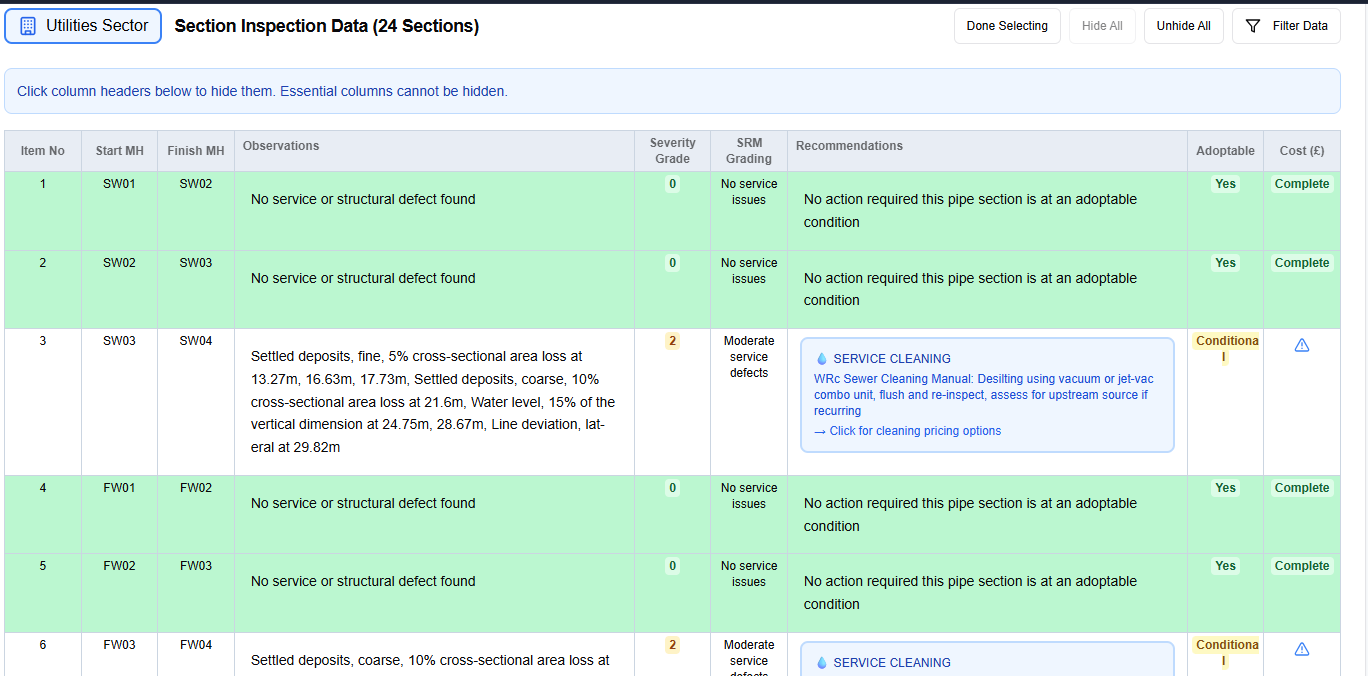 Utilities Sector
Section Inspection Data (24 Sections)
Done Selecting
Hide All
Unhide All
Filter Data
Click column headers below to hide them. Essential columns cannot be hidden.
Item No
Start MH
Finish MH
Observations
Severity
Grade
SRM
Grading
Recommendations
Adoptable
Cost (£)
1
SW01
SW02
No service or structural defect found
0
No service
issues
No action required this pipe section is at an adoptable
condition
Yes
Complete
2
SW02
SW03
No service or structural defect found
0
No service
issues
No action required this pipe section is at an adoptable
condition
Yes
Complete
3
SW03
SW04
Settled deposits, fine, 5% cross-sectional area loss at
13.27m, 16.63m, 17.73m, Settled deposits, coarse, 10%
cross-sectional area loss at 21.6m, Water level, 15% of the
vertical dimension at 24.75m, 28.67m, Line deviation, lat-
eral at 29.82m
2
Moderate
service
defects
SERVICE CLEANING
WRc Sewer Cleaning Manual: Desilting using vacuum or jet-vac
combo unit, flush and re-inspect, assess for upstream source if
recurring
→ Click for cleaning pricing options
Conditiona
l
4
FW01
FW02
No service or structural defect found
0
No service
issues
No action required this pipe section is at an adoptable
condition
Yes
Complete
5
FW02
FW03
No service or structural defect found
0
No service
issues
No action required this pipe section is at an adoptable
condition
Yes
Complete
6
FW03
FW04
Settled deposits, coarse, 10% cross-sectional area loss at
2
Moderate
service
defects
SERVICE CLEANING
Conditiona
l